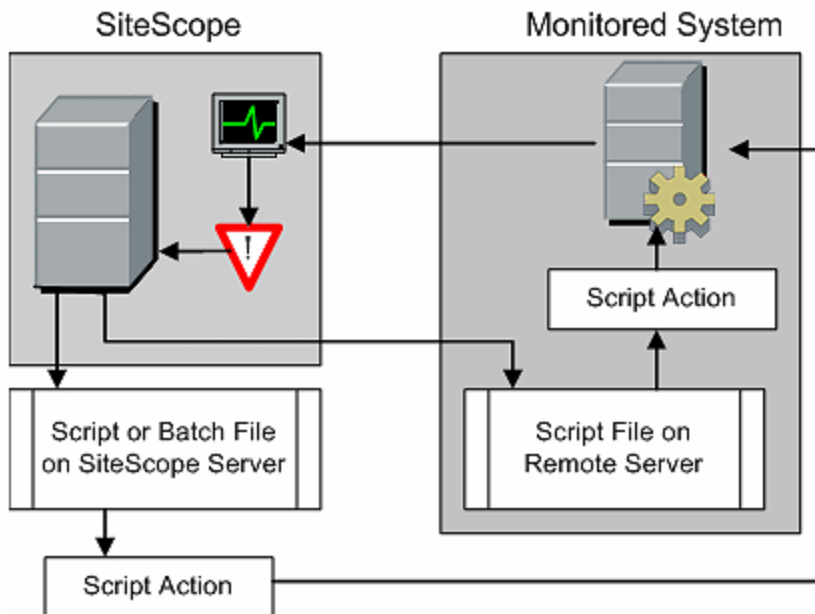 SiteScope
Monitored System
!
Script Action
Script or Batch File
on SiteScope Server
Script File on
Remote Server
Script Action